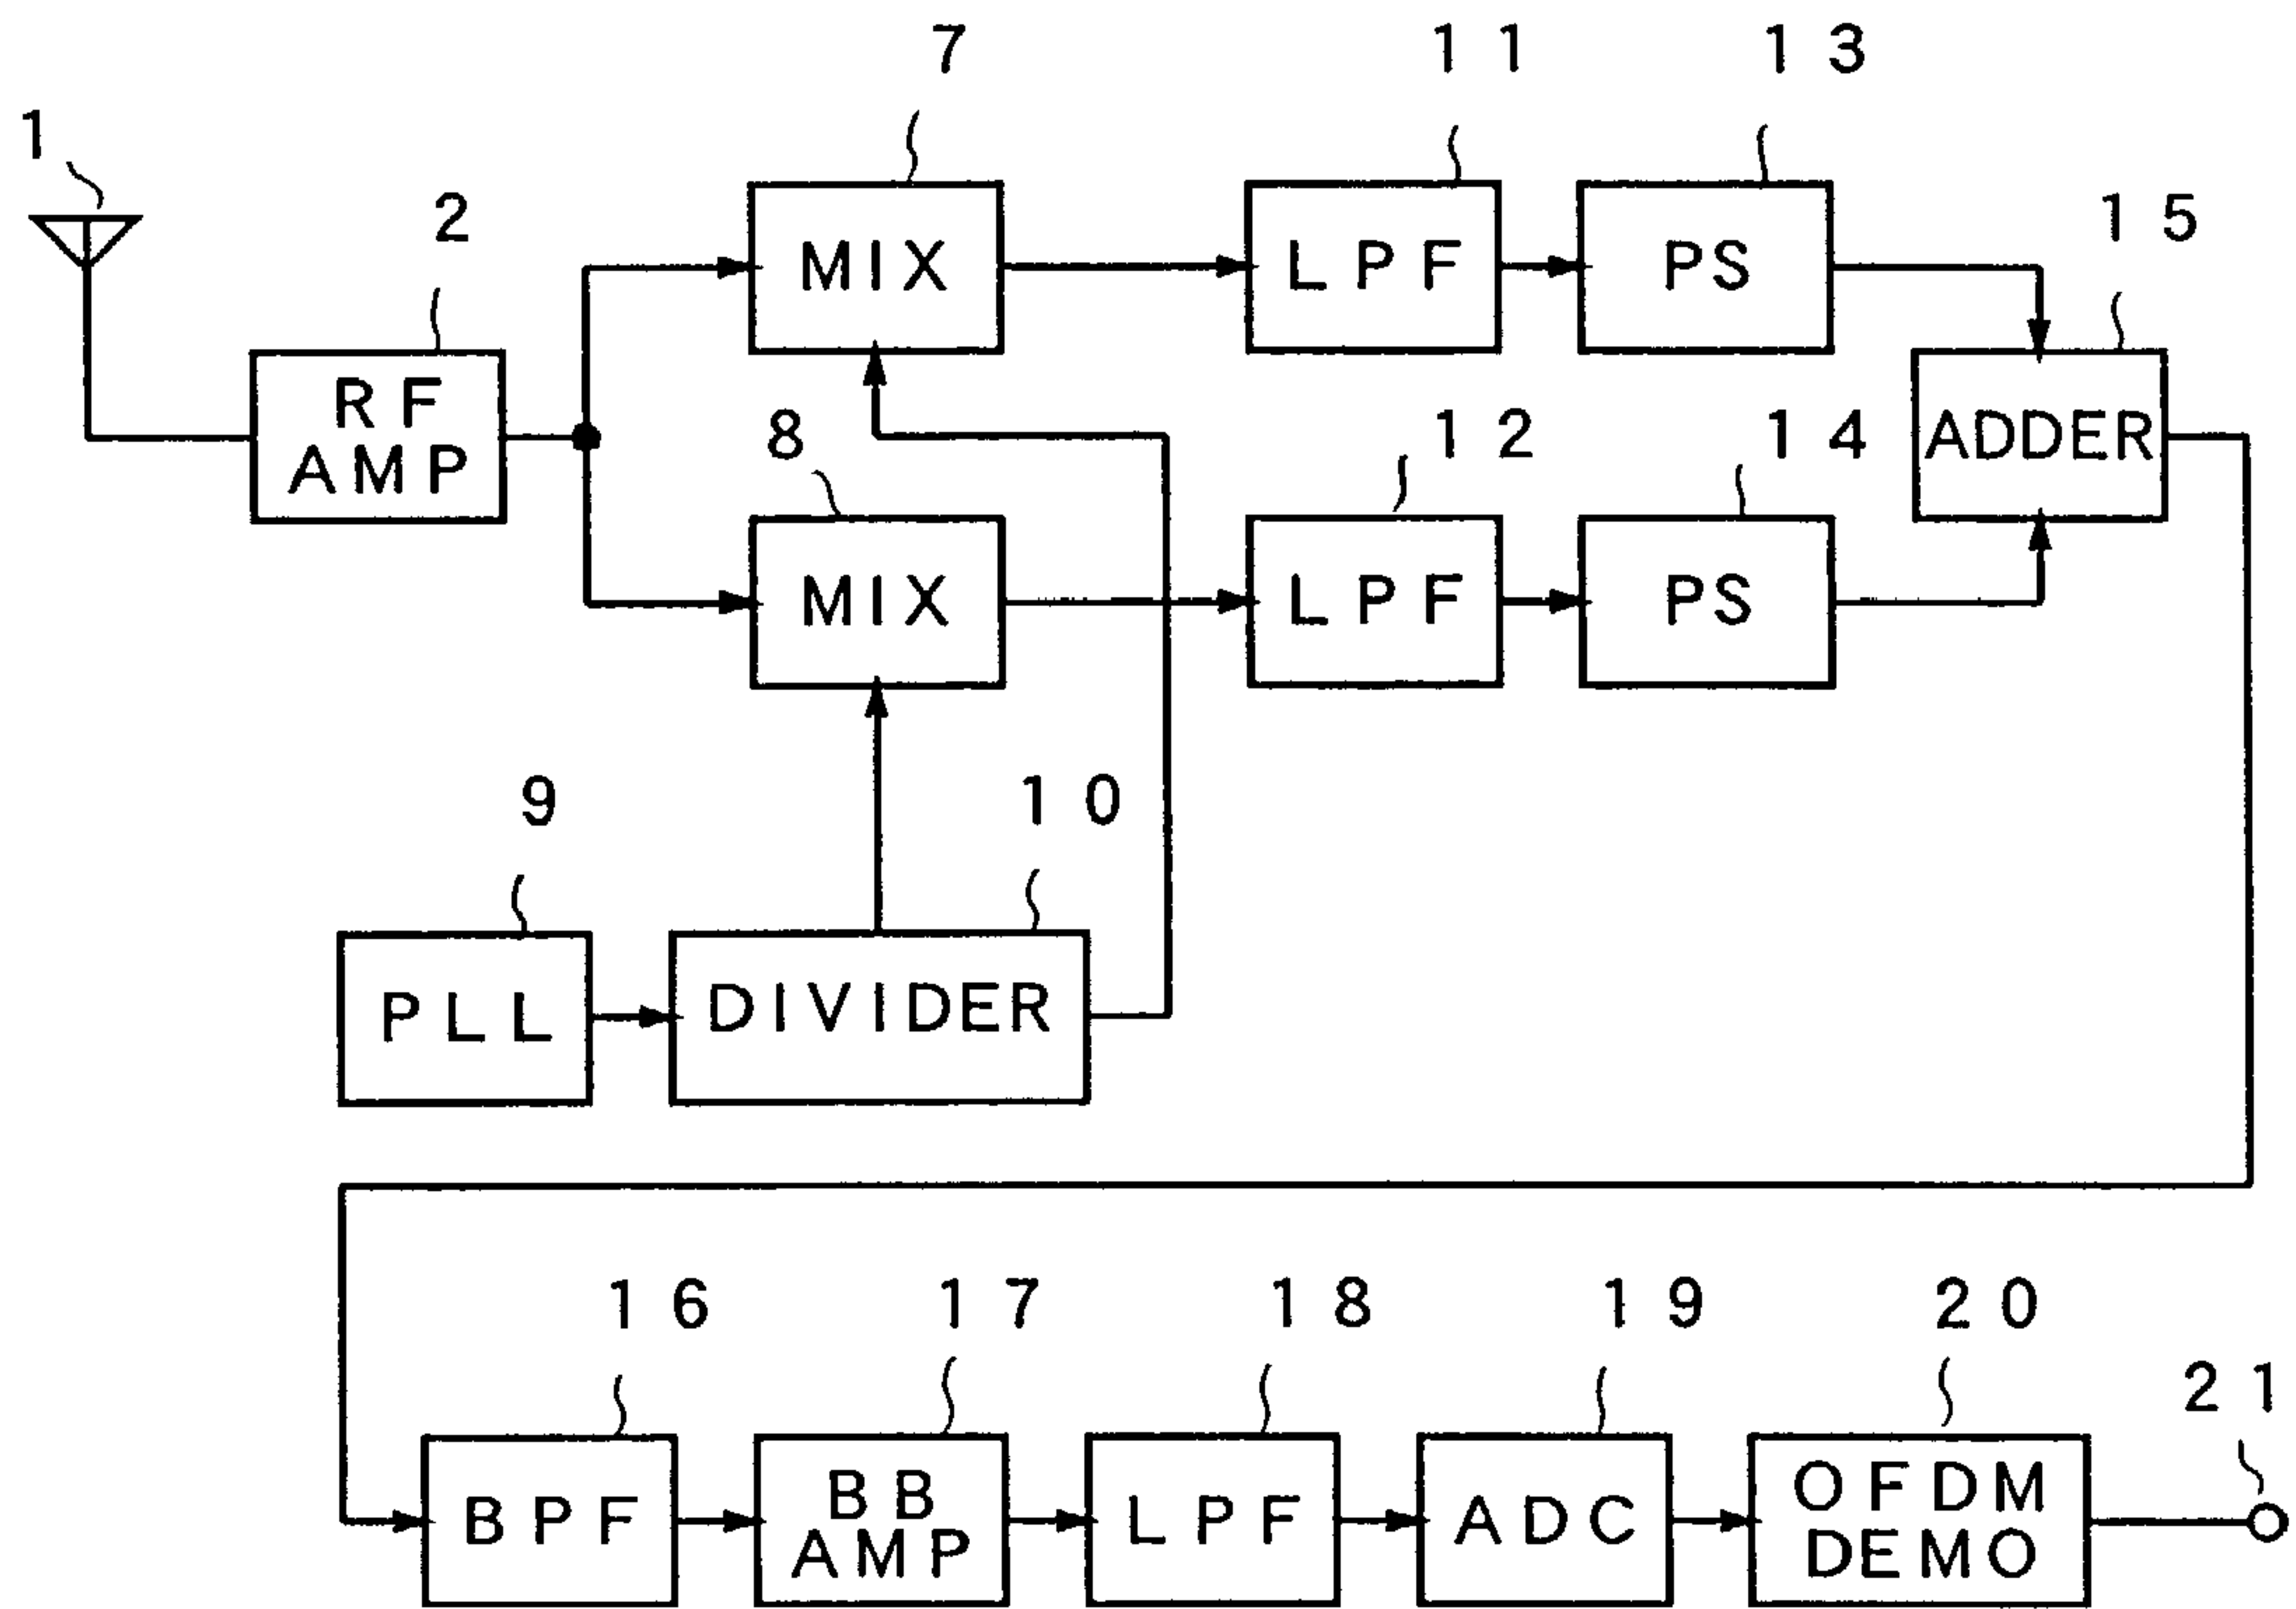 7
11
13
1
2
15
MIX
LPF
PS
RF
AMP
8
12
14
ADDER
MIX
LPF
PS
9
10
PLL
DIVIDER
16
17
18
19
20
21
BPF
BB
AMP
LPF
ADC
OFDM
DEMO